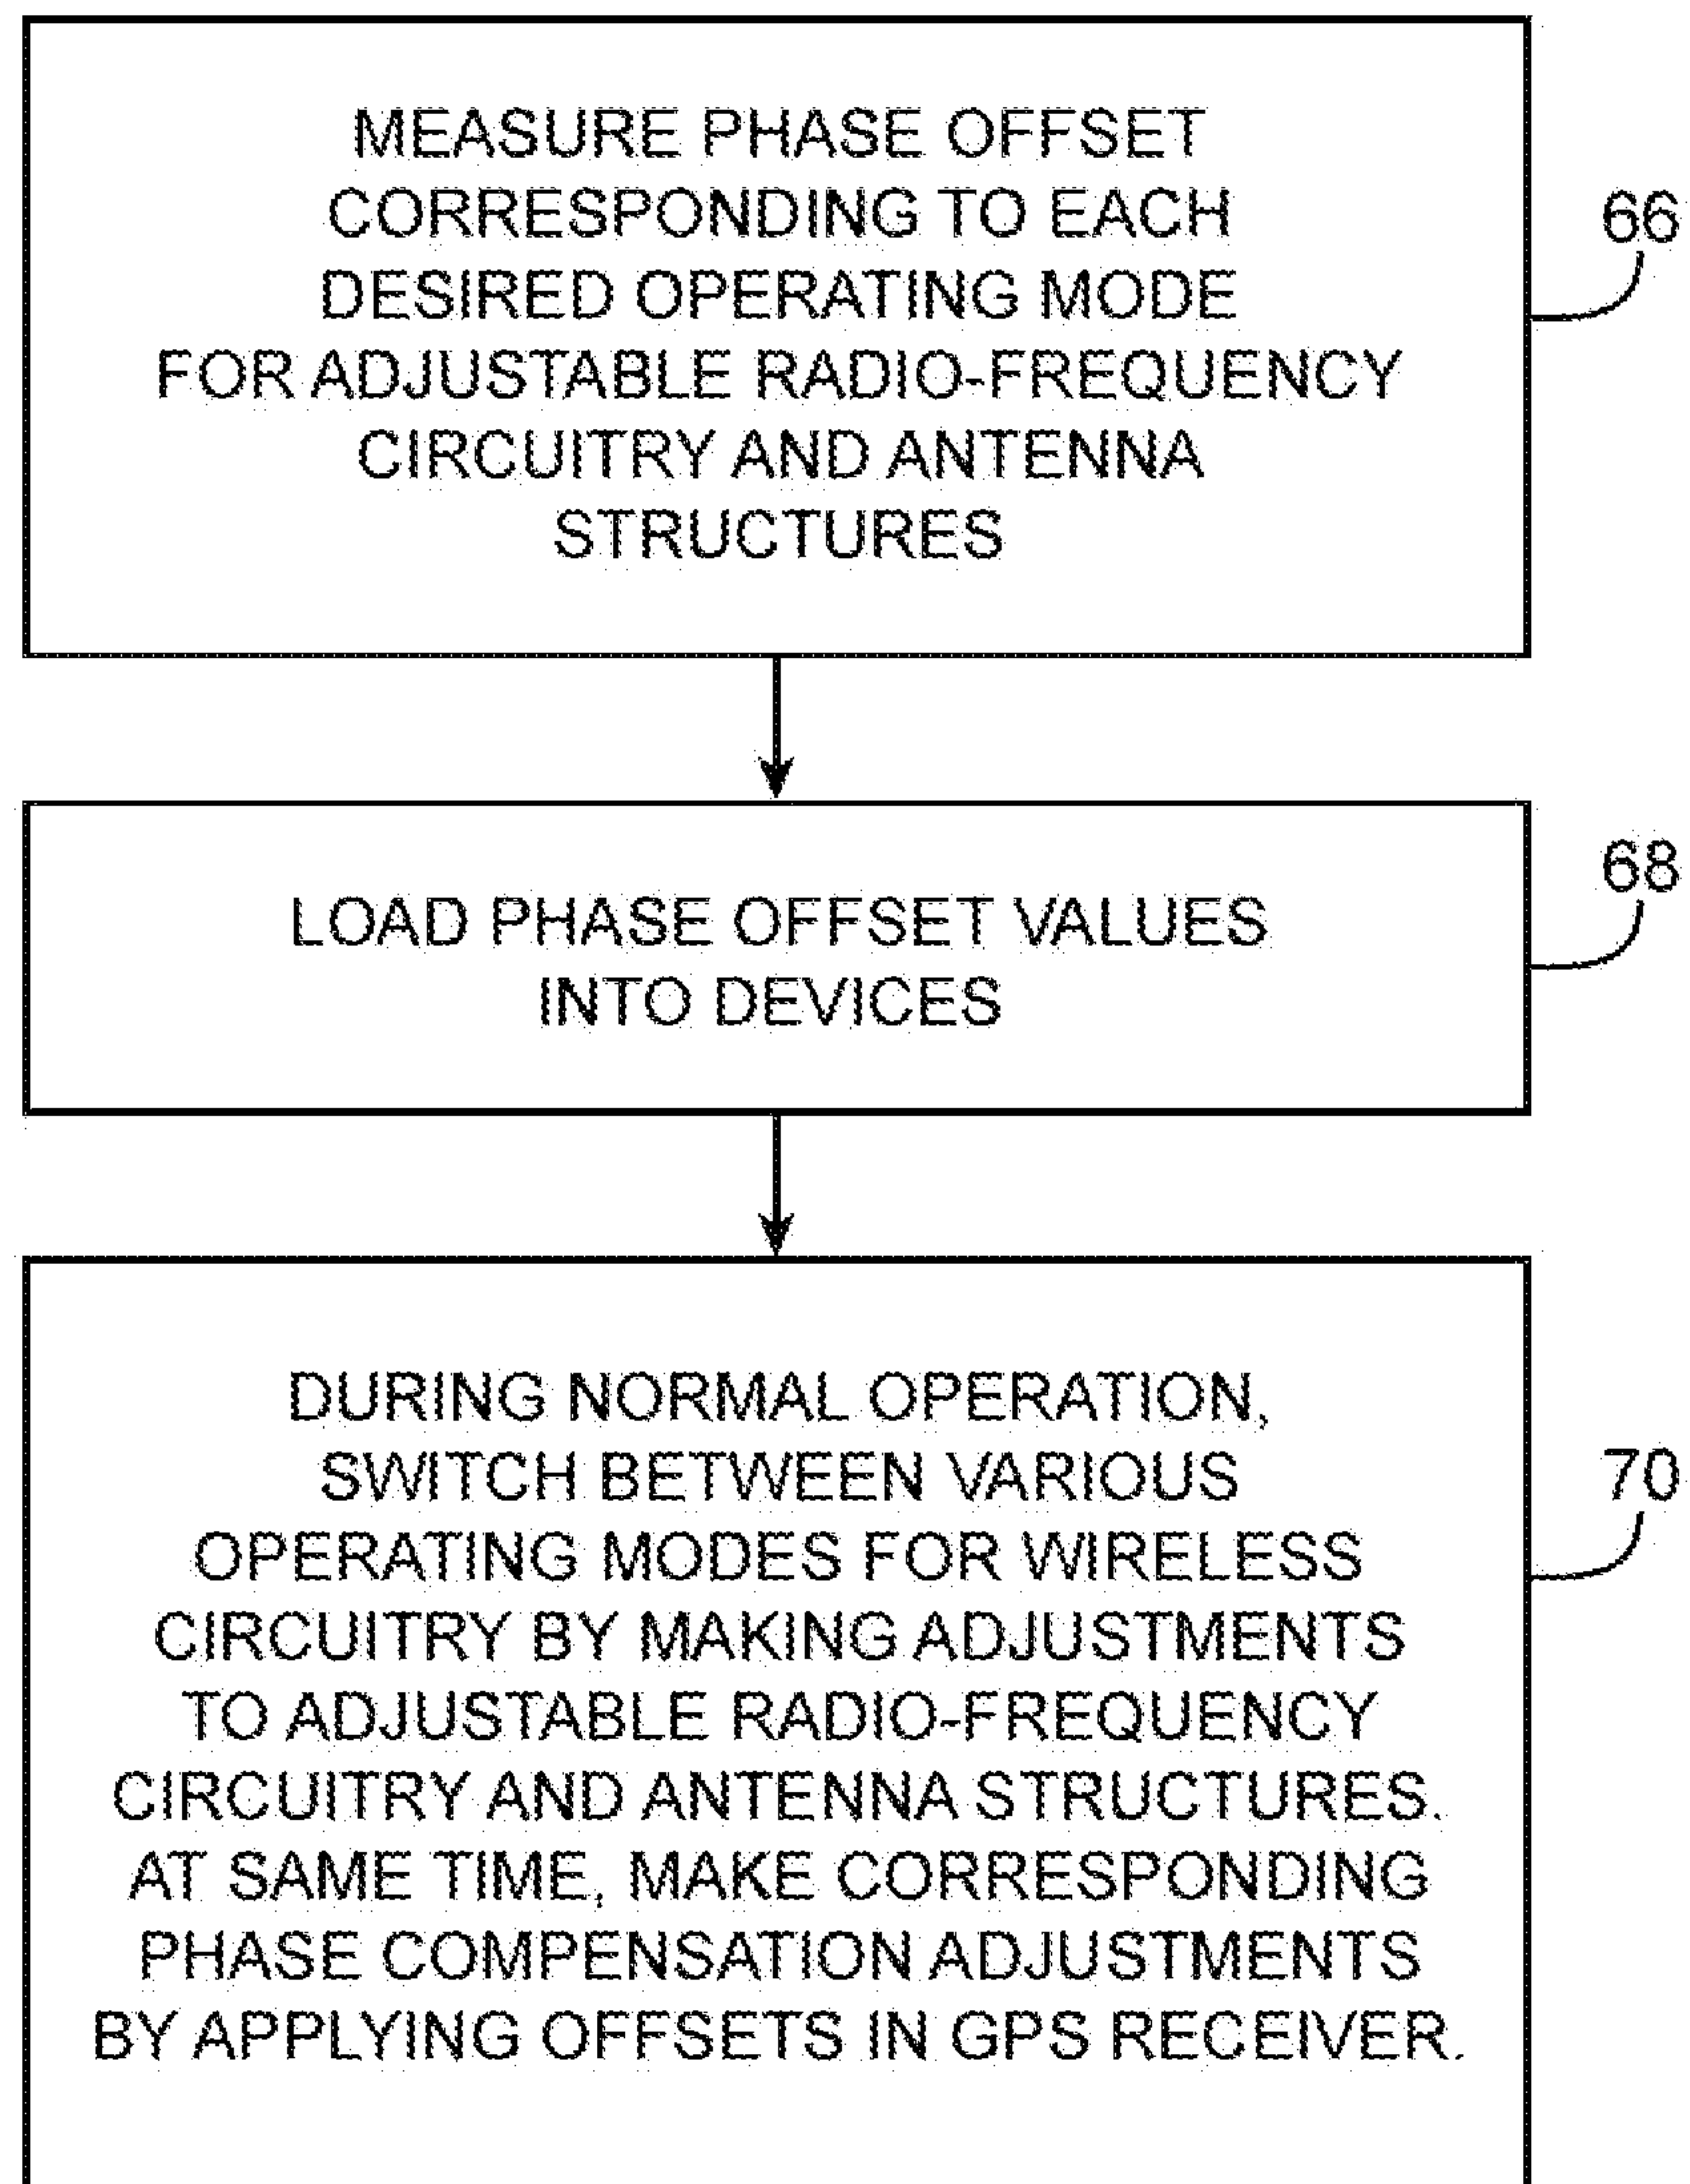 MEASURE PHASE OFFSET
CORRESPONDING TO EACH
DESIRED OPERATING MODE
FOR ADJUSTABLE RADIO-FREQUENCY
CIRCUITRY AND ANTENNA
STRUCTURES
66
LOAD PHASE OFFSET VALUES
INTO DEVICES
68
DURING NORMAL OPERATION,
SWITCH BETWEEN VARIOUS
OPERATING MODES FOR WIRELESS
CIRCUITRY BY MAKING ADJUSTMENTS
TO ADJUSTABLE RADIO-FREQUENCY
CIRCUITRY AND ANTENNA STRUCTURES.
AT SAME TIME, MAKE CORRESPONDING
PHASE COMPENSATION ADJUSTMENTS
BY APPLYING OFFSETS IN GPS RECEIVER.
70